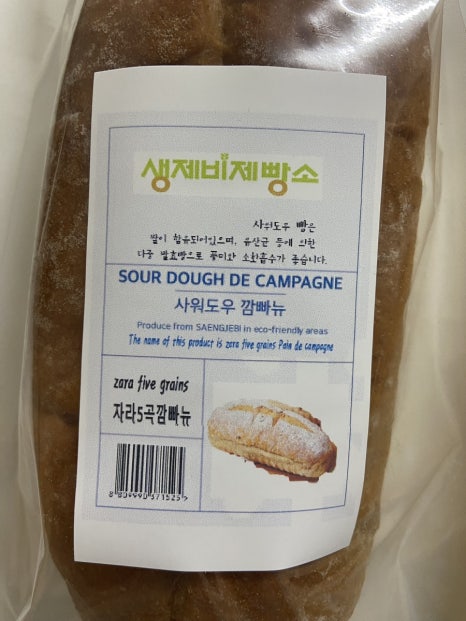 생제비제빵소
사워도우 빵은
밀이 함유되어있으며, 유산균 등에 의한
다중 발효빵으로 풍미와 소화흡수가 좋습니다.
SOUR DOUGH DE CAMPAGNE
사워도우 깜빠뉴
Produce from SAENGJEBI in eco-friendly areas
The name of this product is zara five grains Pain de campagne
zara five grains
자라5곡깜빠뉴
8 809990 571525